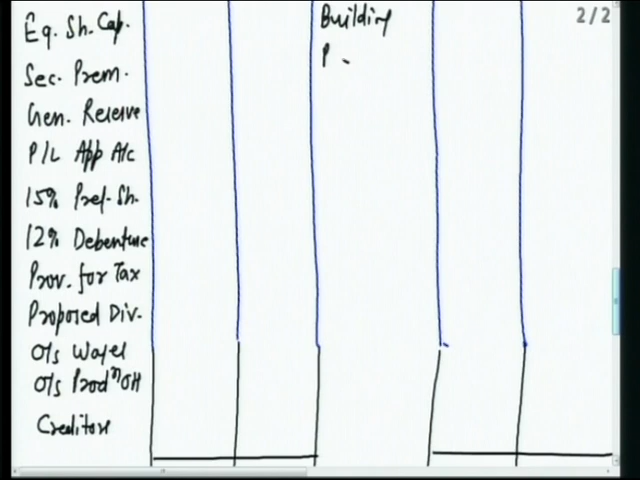 Eq. Sh. Cap.
Building
2/2
Sec. Prem.
P
Gen. Reserve
P/L App A/c
15% Pref. Sh.
12% Debenture
Prov. for Tax
Proposed Div.
O/s Wages
O/s Prodⁿ OH
Creditors